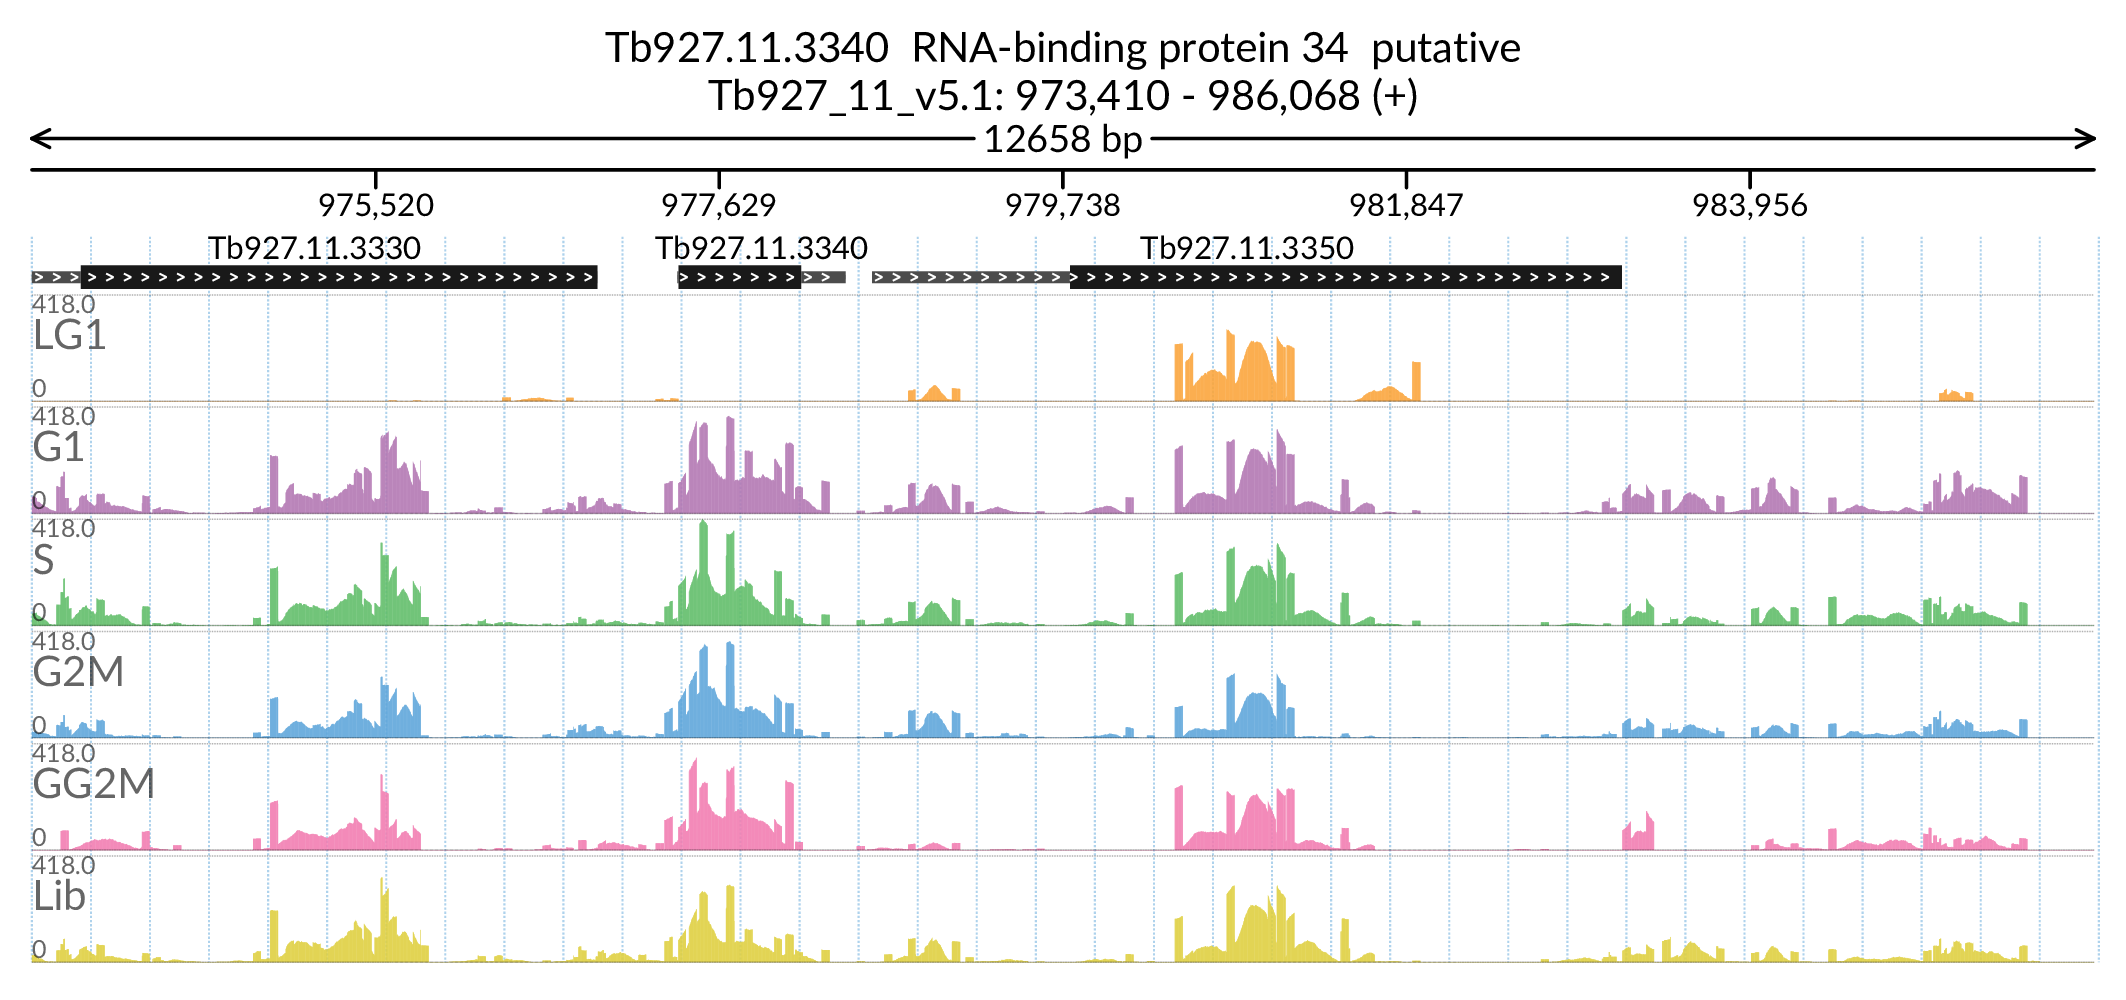 Tb927.11.3340  RNA-binding protein 34  putative
Tb927_11_v5.1: 973,410 - 986,068 (+)
12658 bp
975,520 977,629 979,738 981,847 983,956
Tb927.11.3330 Tb927.11.3340 Tb927.11.3350
418.0
LG1
0
418.0
G1
0
418.0
S
0
418.0
G2M
0
418.0
GG2M
0
418.0
Lib
0